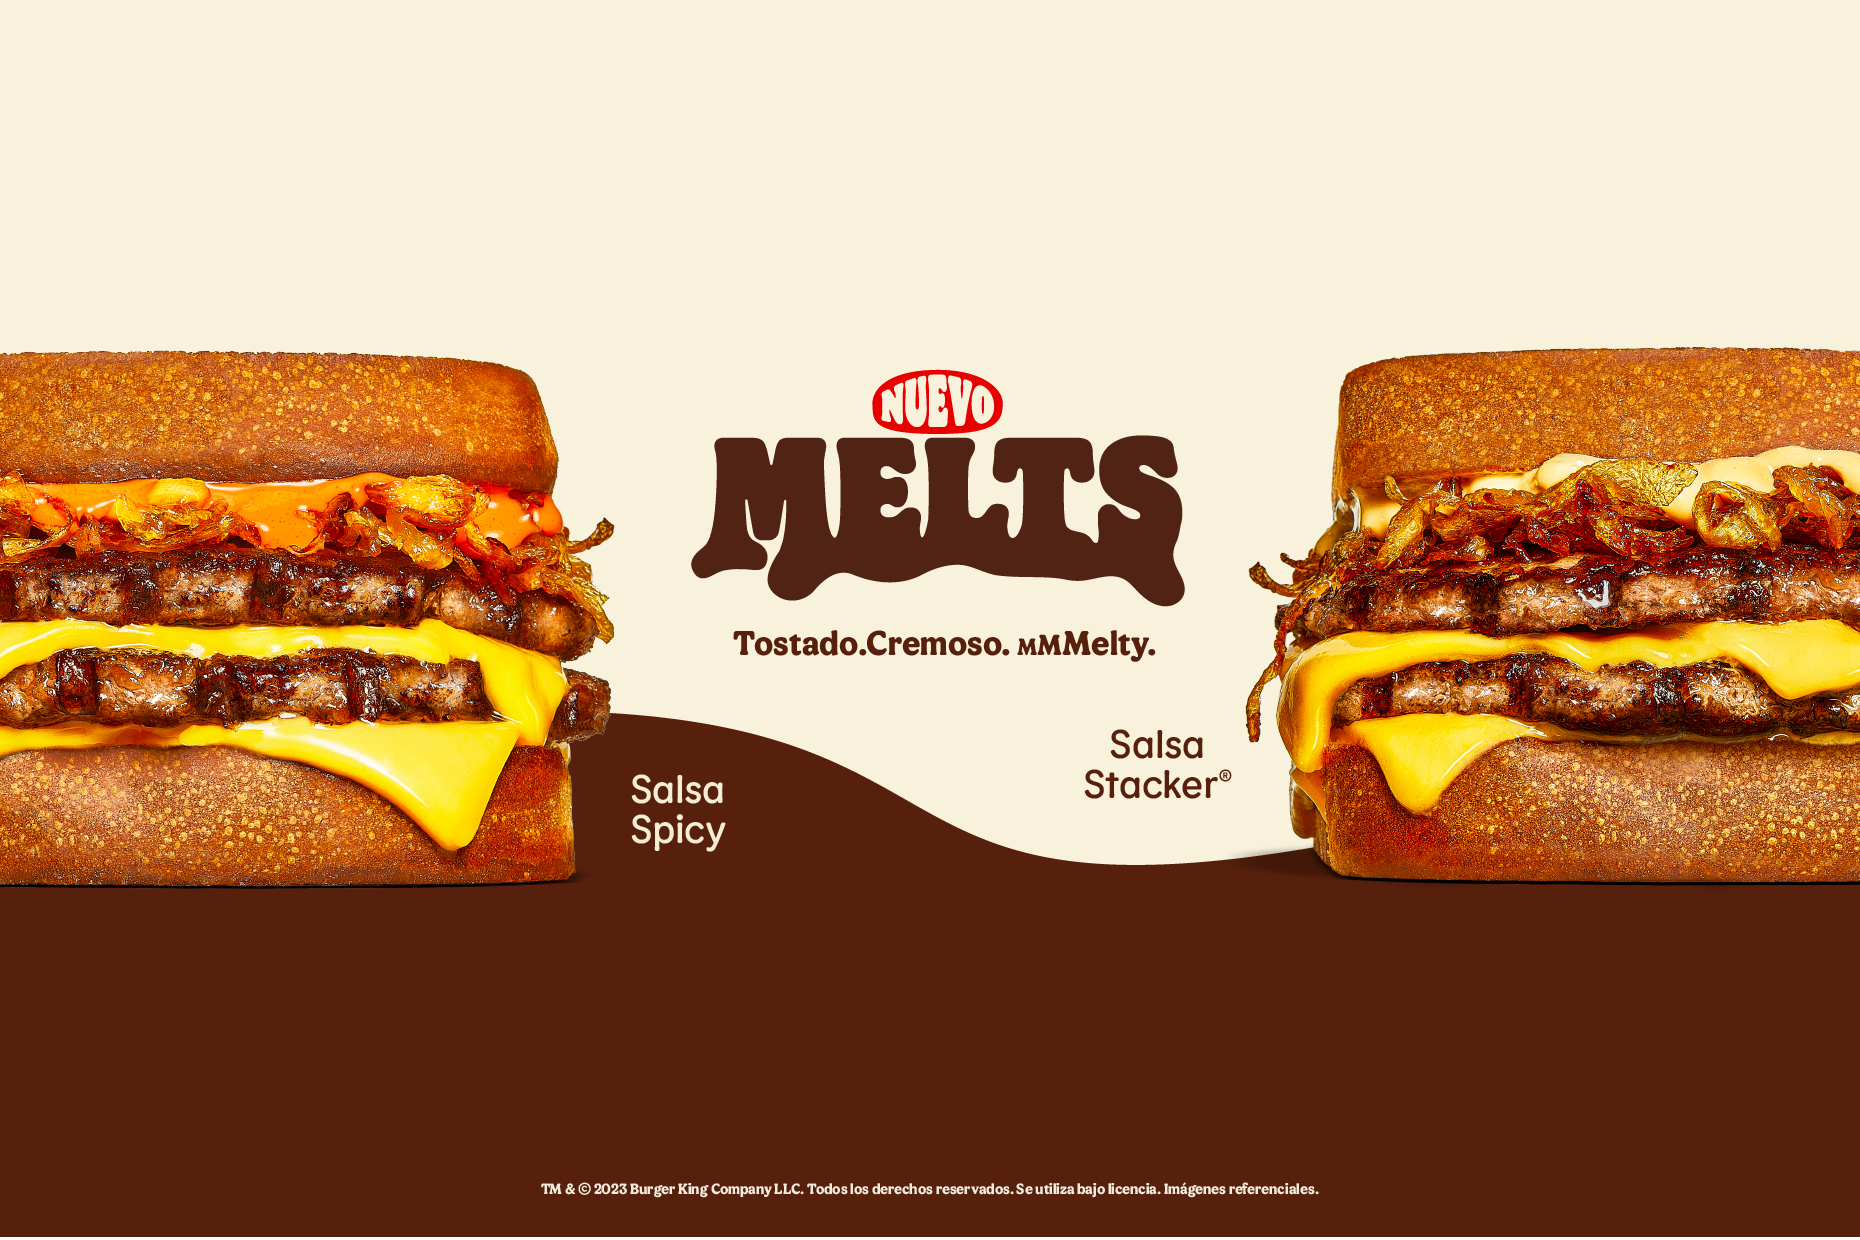 NUEVO
MELTS
Tostado.Cremoso. MMMelty.
Salsa
Stacker®
Salsa
Spicy
TM & © 2023 Burger King Company LLC. Todos los derechos reservados. Se utiliza bajo licencia. Imágenes referenciales.